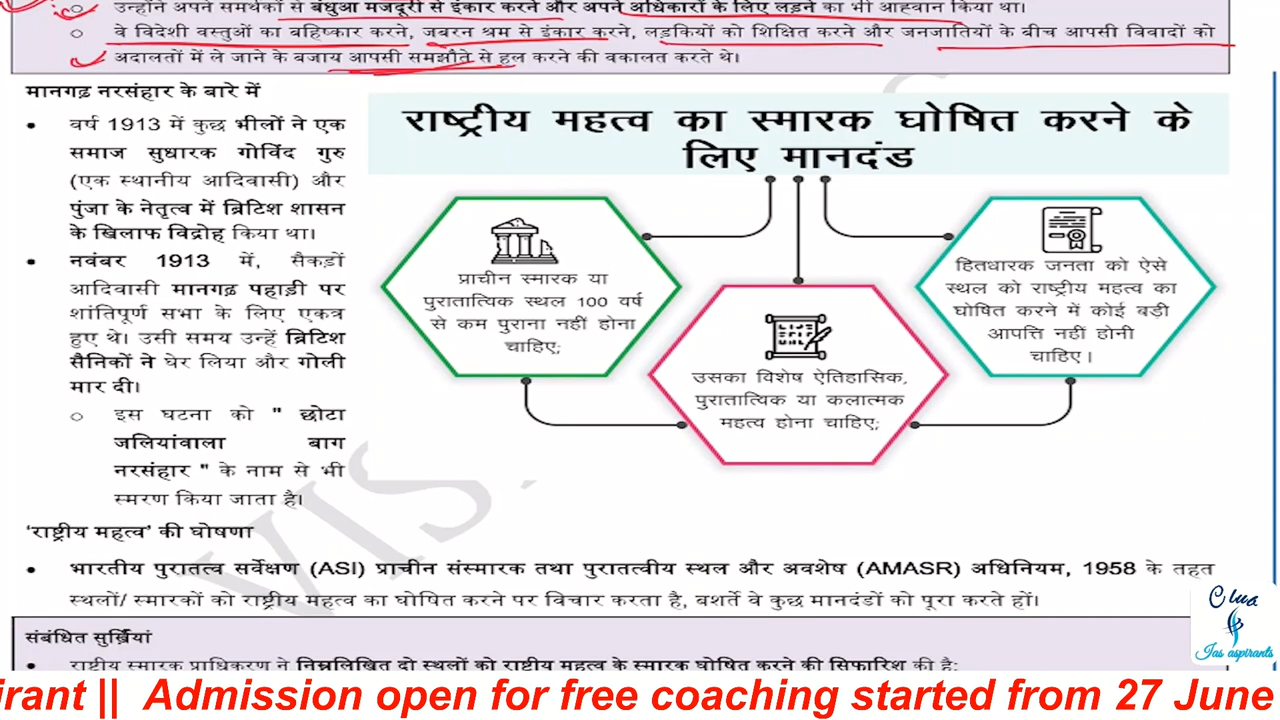 उन्होंने अपने समर्थकों से बंधुआ मजदूरी से इंकार करने और अपने अधिकारों के लिए लड़ने का भी आह्वान किया था।
वे विदेशी वस्तुओं का बहिष्कार करने, जबरन श्रम से इंकार करने, लड़कियों को शिक्षित करने और जनजातियों के बीच आपसी विवादों को
अदालतों में ले जाने के बजाय आपसी समझौते से हल करने की वकालत करते थे।
मानगढ़ नरसंहार के बारे में
वर्ष 1913 में कुछ भीलों ने एक
समाज सुधारक गोविंद गुरु
(एक स्थानीय आदिवासी) और
पुंजा के नेतृत्व में ब्रिटिश शासन
के खिलाफ विद्रोह किया था।
नवंबर 1913 में, सैकड़ों
आदिवासी मानगढ़ पहाड़ी पर
शांतिपूर्ण सभा के लिए एकत्र
हुए थे। उसी समय उन्हें ब्रिटिश
सैनिकों ने घेर लिया और गोली
मार दी।
इस घटना को " छोटा
जलियांवाला बाग
नरसंहार " के नाम से भी
स्मरण किया जाता है।
राष्ट्रीय महत्व का स्मारक घोषित करने के
लिए मानदंड
प्राचीन स्मारक या
पुरातात्विक स्थल 100 वर्ष
से कम पुराना नहीं होना
चाहिए;
उसका विशेष ऐतिहासिक,
पुरातात्विक या कलात्मक
महत्व होना चाहिए;
हितधारक जनता को ऐसे
स्थल को राष्ट्रीय महत्व का
घोषित करने में कोई बड़ी
आपत्ति नहीं होनी
चाहिए।
'राष्ट्रीय महत्व' की घोषणा
भारतीय पुरातत्व सर्वेक्षण (ASI) प्राचीन संस्मारक तथा पुरातत्वीय स्थल और अवशेष (AMASR) अधिनियम, 1958 के तहत
स्थलों/ स्मारकों को राष्ट्रीय महत्व का घोषित करने पर विचार करता है, बशर्ते वे कुछ मानदंडों को पूरा करते हों।
संबंधित सुर्ख़ियां
राष्ट्रीय स्मारक प्राधिकरण ने निम्नलिखित दो स्थलों को राष्ट्रीय महत्व के स्मारक घोषित करने की सिफारिश की है:
Jas aspirants
irant || Admission open for free coaching started from 27 June